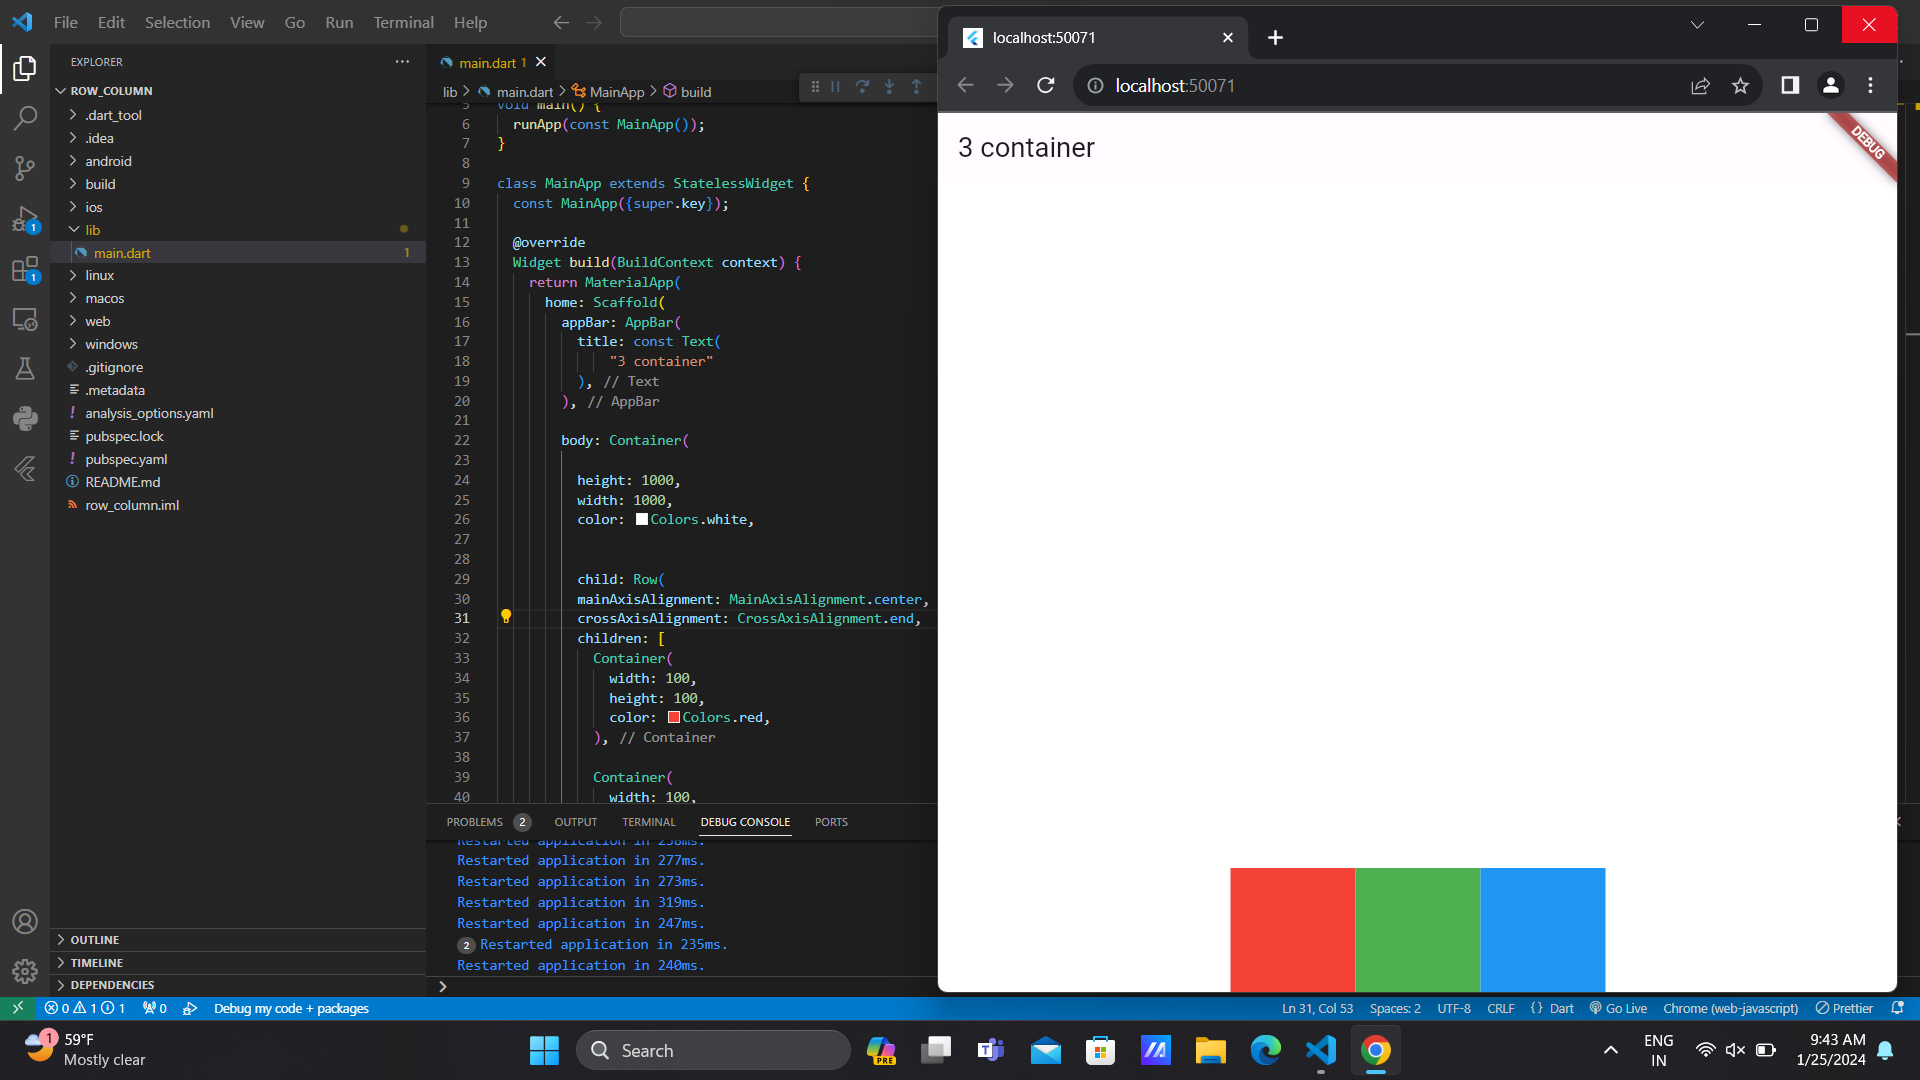 File Edit Selection View Go Run Terminal Help
EXPLORER
ROW_COLUMN
.dart_tool
.idea
android
build
ios
lib
main.dart 1
linux
macos
web
windows
.gitignore
.metadata
analysis_options.yaml
pubspec.lock
pubspec.yaml
README.md
row_column.iml
OUTLINE
TIMELINE
DEPENDENCIES
1
1
main.dart 1
lib > main.dart > MainApp > build
5 void main() {
6 runApp(const MainApp());
7 }
8
9 class MainApp extends StatelessWidget {
10 const MainApp({super.key});
11
12 @override
13 Widget build(BuildContext context) {
14 return MaterialApp(
15 home: Scaffold(
16 appBar: AppBar(
17 title: const Text(
18 "3 container"
19 ), // Text
20 ), // AppBar
21
22 body: Container(
23
24 height: 1000,
25 width: 1000,
26 color: Colors.white,
27
28
29 child: Row(
30 mainAxisAlignment: MainAxisAlignment.center,
31 crossAxisAlignment: CrossAxisAlignment.end,
32 children: [
33 Container(
34 width: 100,
35 height: 100,
36 color: Colors.red,
37 ), // Container
38
39 Container(
40 width: 100,
PROBLEMS 2 OUTPUT TERMINAL DEBUG CONSOLE PORTS
Restarted application in 258ms.
Restarted application in 277ms.
Restarted application in 273ms.
Restarted application in 319ms.
Restarted application in 247ms.
2 Restarted application in 235ms.
Restarted application in 240ms.
localhost:50071
localhost:50071
3 container
DEBUG
0 1 1 0 Debug my code + packages Ln 31, Col 53 Spaces: 2 UTF-8 CRLF {} Dart Go Live Chrome (web-javascript) Prettier
1
59°F
Mostly clear
Search
PRE
ENG
IN
9:43 AM
1/25/2024